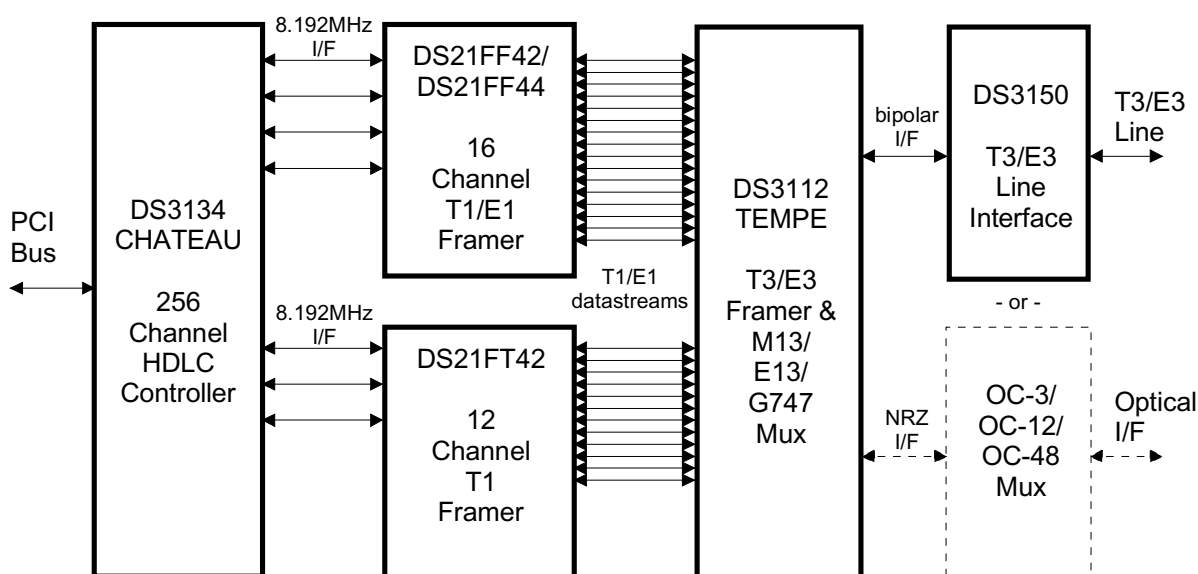 PCI
Bus
DS3134
CHATEAU
256
Channel
HDLC
Controller
8.192MHz
I/F
8.192MHz
I/F
DS21FF42/
DS21FF44
16
Channel
T1/E1
Framer
DS21FT42
12
Channel
T1
Framer
T1/E1
datastreams
DS3112
TEMPE
T3/E3
Framer &
M13/
E13/
G747
Mux
bipolar
I/F
NRZ
I/F
DS3150
T3/E3
Line
Interface
- or -
OC-3/
OC-12/
OC-48
Mux
T3/E3
Line
Optical
I/F